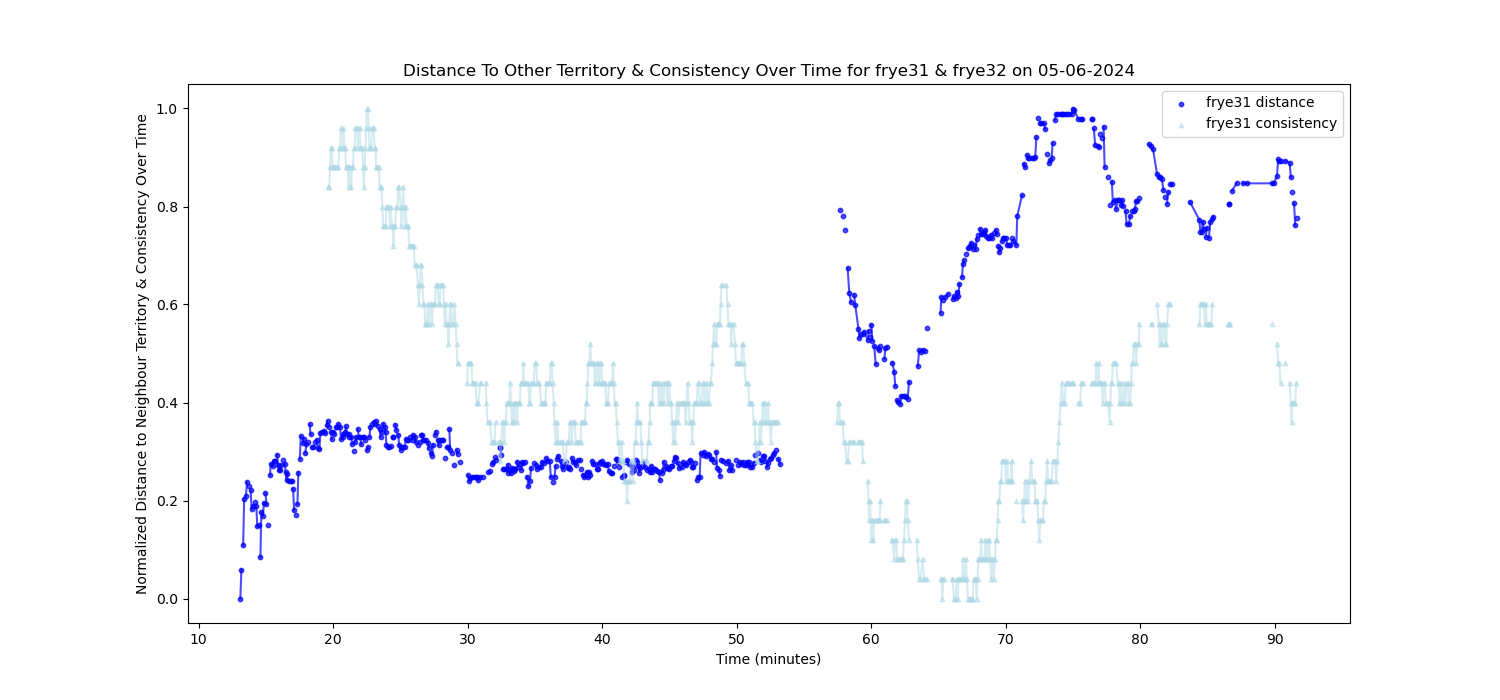 Distance To Other Territory & Consistency Over Time for frye31 & frye32 on 05-06-2024
frye31 distance
frye31 consistency
Normalized Distance to Neighbour Territory & Consistency Over Time
1.0
0.8
0.6
0.4
0.2
0.0
10 20 30 40 50 60 70 80 90
Time (minutes)